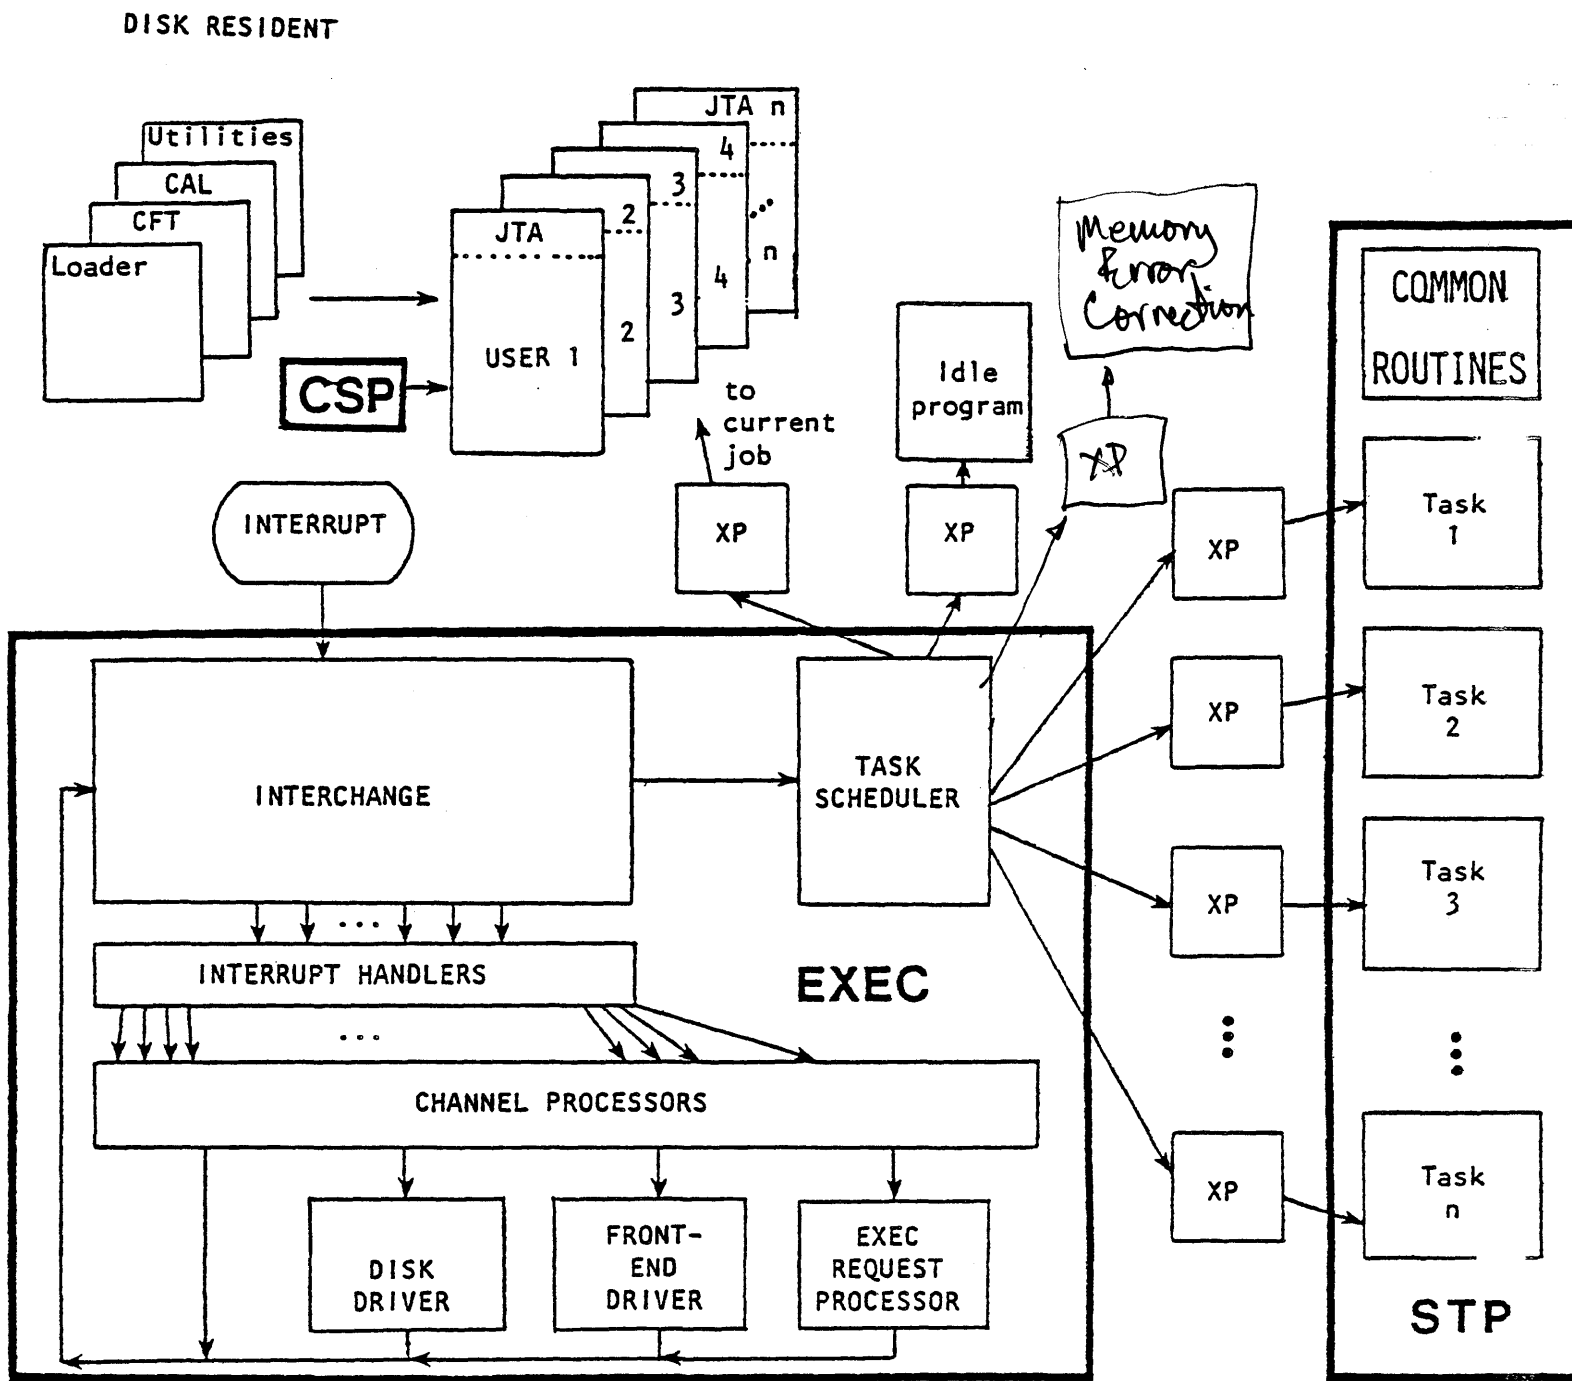 DISK RESIDENT
Utilities
CAL
CFT
Loader
JTA n
4
3
2
JTA
n
4
3
2
USER 1
CSP
to
current
job
Idle
program
Memory
Error
Correction
XP
COMMON
ROUTINES
INTERRUPT
XP
XP
XP
Task
1
XP
Task
2
INTERCHANGE
TASK
SCHEDULER
XP
Task
3
...
INTERRUPT HANDLERS
EXEC
...
CHANNEL PROCESSORS
XP
Task
n
DISK
DRIVER
FRONT-
END
DRIVER
EXEC
REQUEST
PROCESSOR
STP